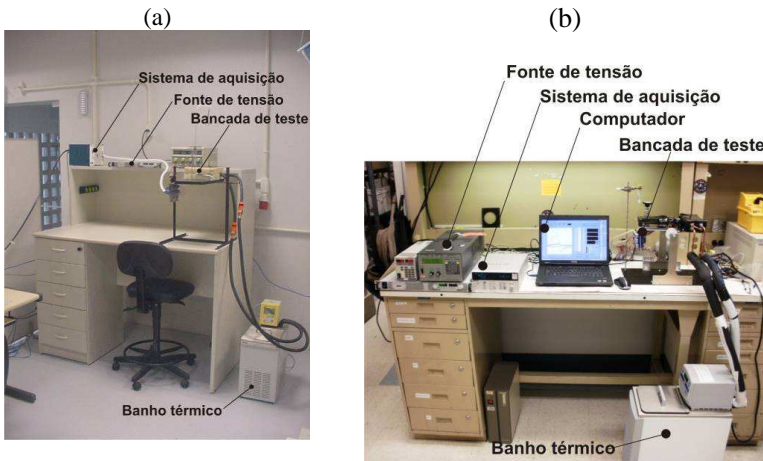 (a)
Sistema de aquisição
Fonte de tensão
Bancada de teste
Banho térmico
(b)
Fonte de tensão
Sistema de aquisição
Computador
Bancada de teste
Banho térmico